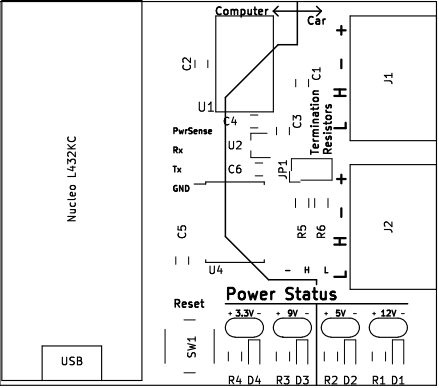 Computer
Car
C2
U1
C1
+
-
H
L
J1
C4
C3
Termination
Resistors
PwrSense
Rx
Tx
GND
U2
C6
JP1
+
-
H
L
J2
Nucleo L432KC
C5
R5
R6
U4
- H L
Power Status
Reset
+ 3.3V -
+ 9V -
+ 5V -
+ 12V -
SW1
USB
R4 D4
R3 D3
R2 D2
R1 D1